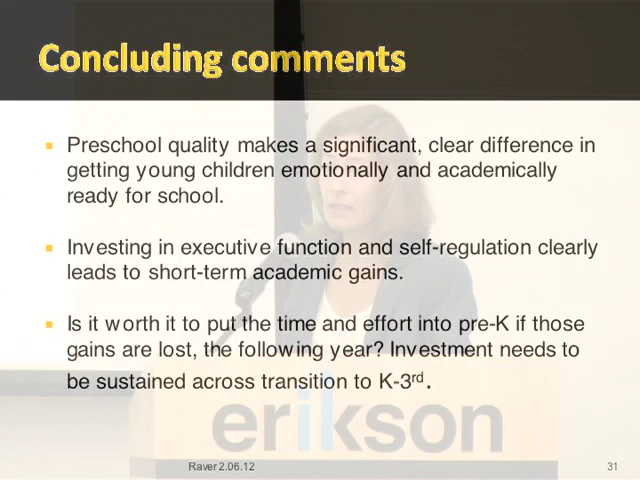 Concluding comments
Preschool quality makes a significant, clear difference in
getting young children emotionally and academically
ready for school.
Investing in executive function and self-regulation clearly
leads to short-term academic gains.
Is it worth it to put the time and effort into pre-K if those
gains are lost, the following year? Investment needs to
be sustained across transition to K-3rd.
erikson
Raver 2.06.12
31